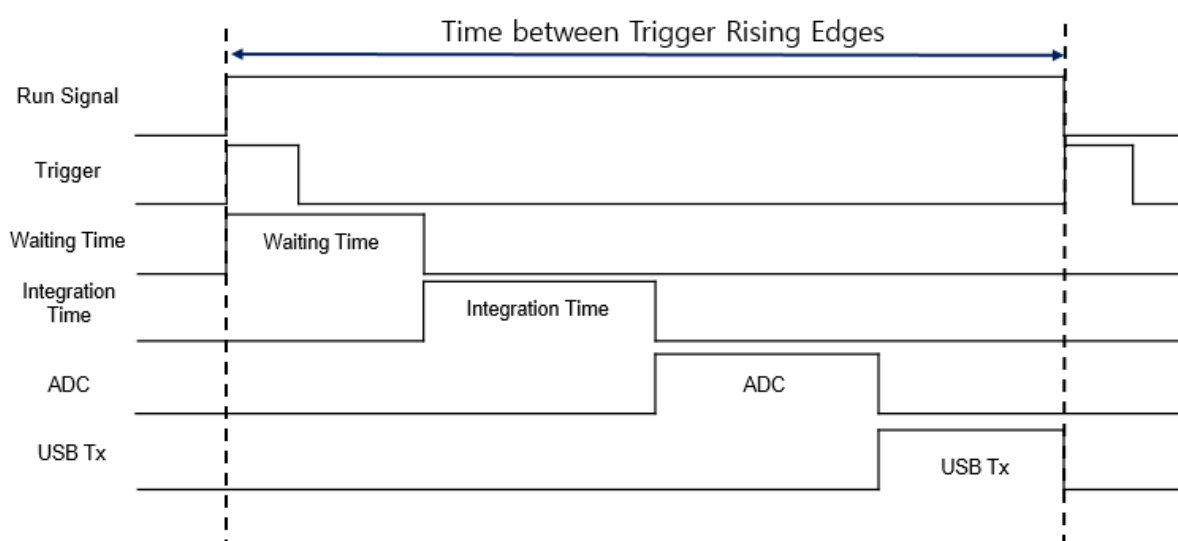 Time between Trigger Rising Edges
Run Signal
Trigger
Waiting Time
Waiting Time
Integration
Time
Integration Time
ADC
ADC
USB Tx
USB Tx